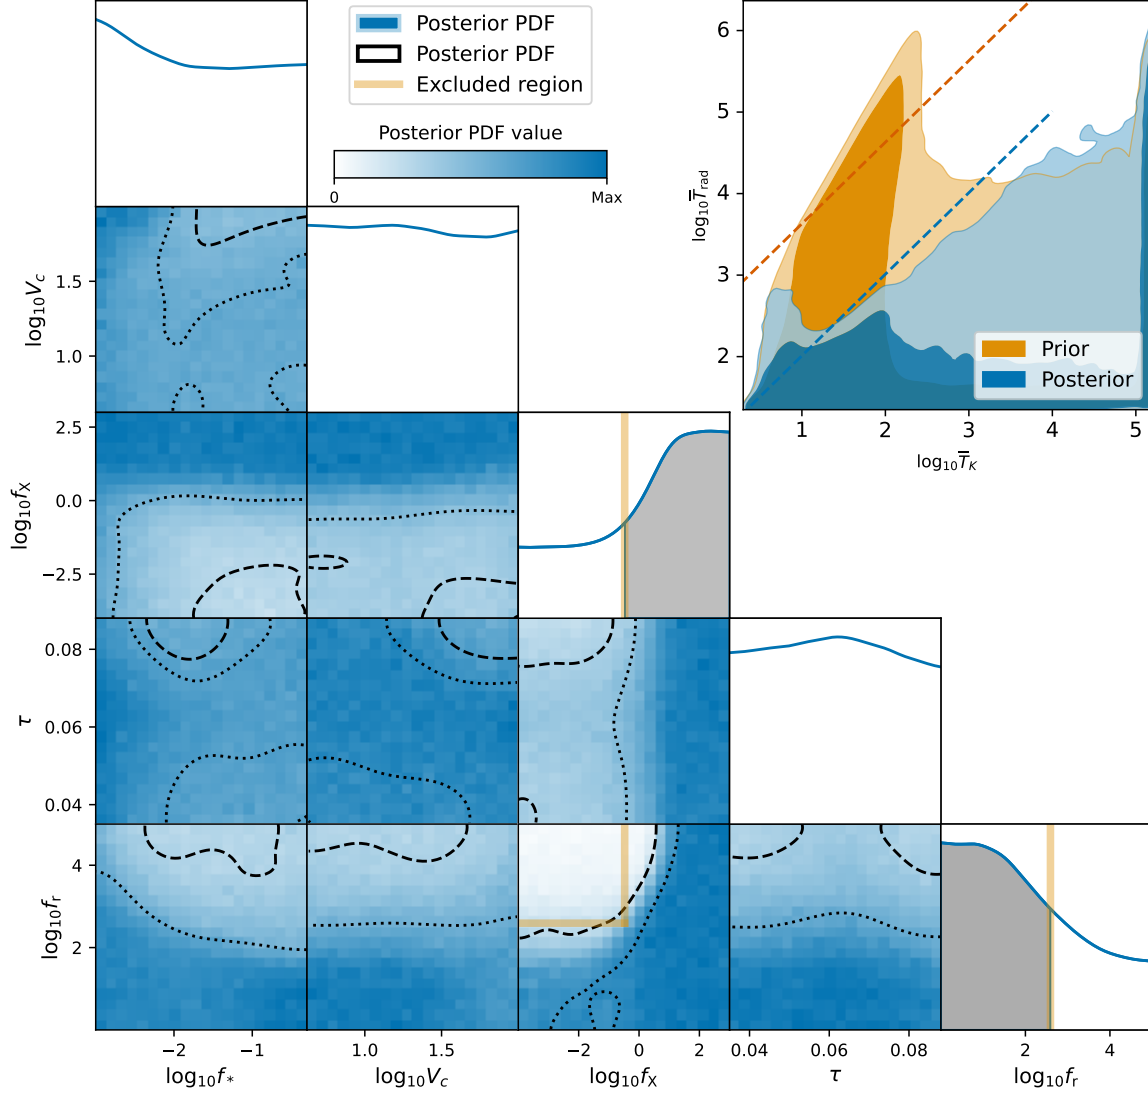 Posterior PDF
Posterior PDF
Excluded region
Posterior PDF value
0 Max
log₁₀T̅rad
6
5
4
3
2
1 2 3 4 5
log₁₀T̅K
Prior
Posterior
log₁₀Vc
1.5
1.0
log₁₀fX
2.5
0.0
−2.5
τ
0.08
0.06
0.04
log₁₀fr
4
2
−2 −1 1.0 1.5 −2 0 2 0.04 0.06 0.08 2 4
log₁₀f* log₁₀Vc log₁₀fX τ log₁₀fr